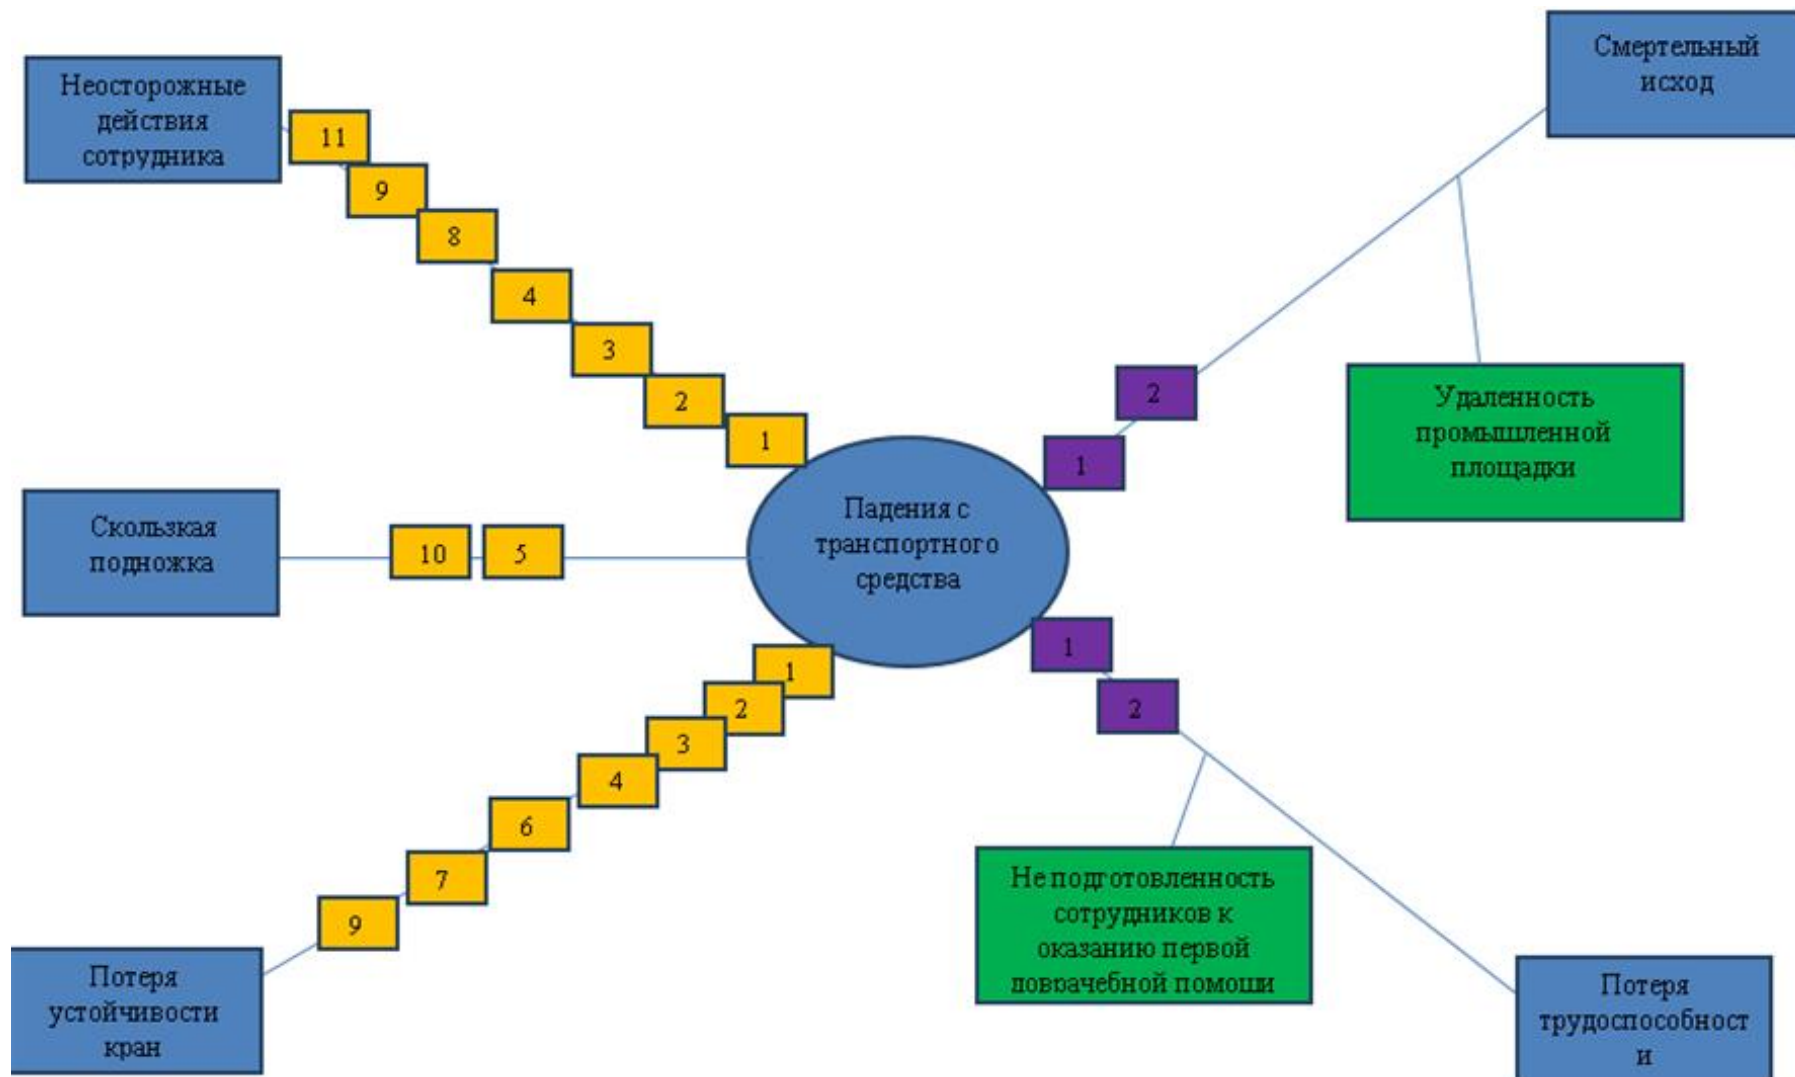 Неосторожные
действия
сотрудника
11
9
8
4
3
2
1
Скользкая
подножка
10
5
Потеря
устойчивости
кран
9
7
6
4
3
2
1
Падения с
транспортного
средства
1
2
Смертельный
исход
Удаленность
промышленной
площадки
1
2
Не подготовленность
сотрудников к
оказанию первой
доврачебной помощи
Потеря
трудоспособност
и